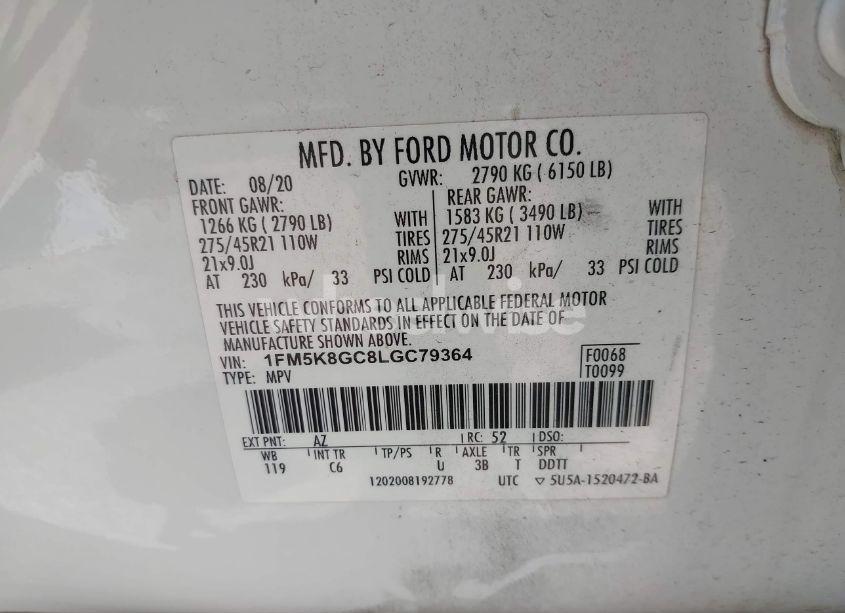 MFD. BY FORD MOTOR CO.
DATE: 08/20 GVWR: 2790 KG ( 6150 LB)
FRONT GAWR: REAR GAWR:
1266 KG ( 2790 LB) WITH 1583 KG ( 3490 LB) WITH
275/45R21 110W TIRES 275/45R21 110W TIRES
21x9.0J RIMS 21x9.0J RIMS
AT 230 kPa/ 33 PSI COLD AT 230 kPa/ 33 PSI COLD
THIS VEHICLE CONFORMS TO ALL APPLICABLE FEDERAL MOTOR
VEHICLE SAFETY STANDARDS IN EFFECT ON THE DATE OF
MANUFACTURE SHOWN ABOVE.
VIN: 1FM5K8GC8LGC79364 F0068
TYPE: MPV T0099
EXT PNT: AZ RC: 52 DSO:
WB INT TR TP/PS R AXLE TR SPR
119 C6 U 3B T DDTT
1202008192778 UTC ▽ 5U5A-1520472-BA